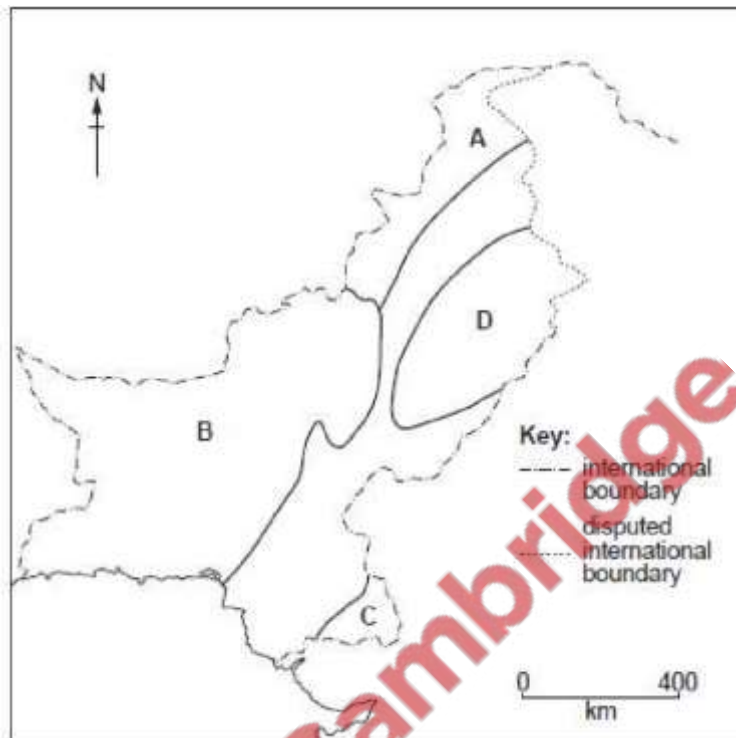 N
A
D
B
Key:
international
boundary
disputed
international
boundary
C
0 400
km
Cambridge